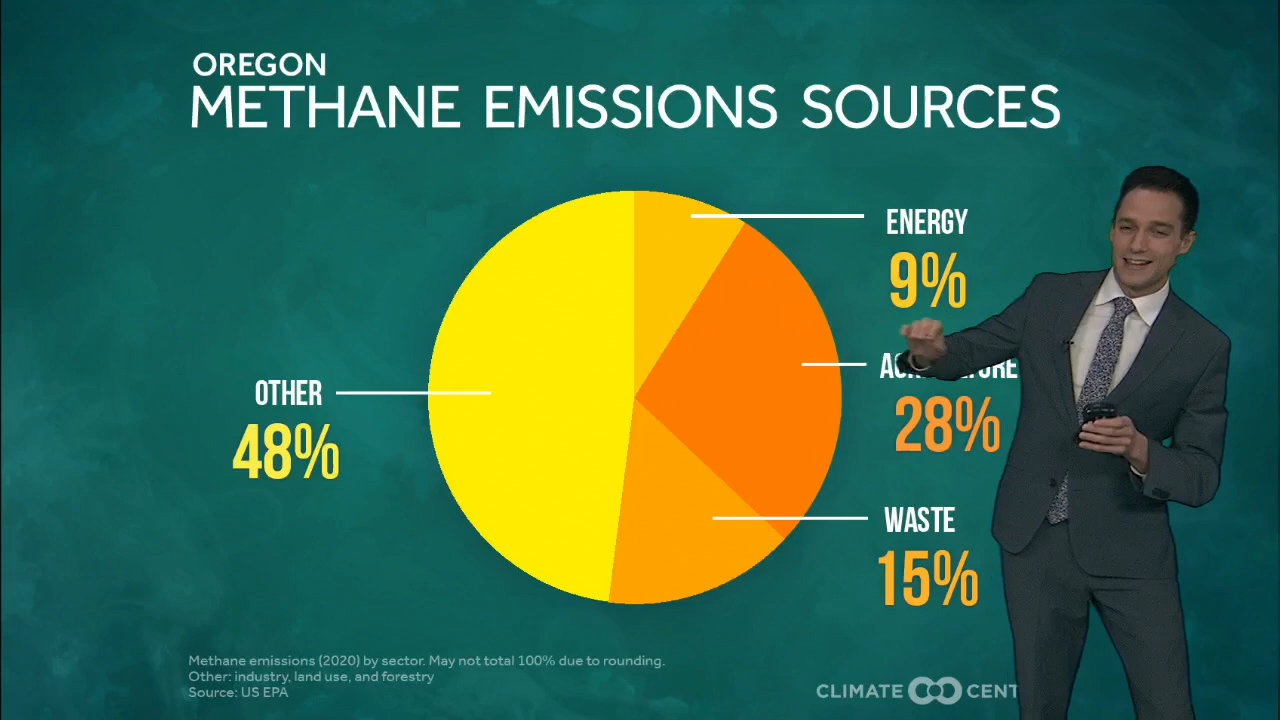 OREGON
METHANE EMISSIONS SOURCES
ENERGY
9%
28%
WASTE
15%
OTHER
48%
Methane emissions (2020) by sector. May not total 100% due to rounding.
Other: industry, land use, and forestry
Source: US EPA
CLIMATE CENT